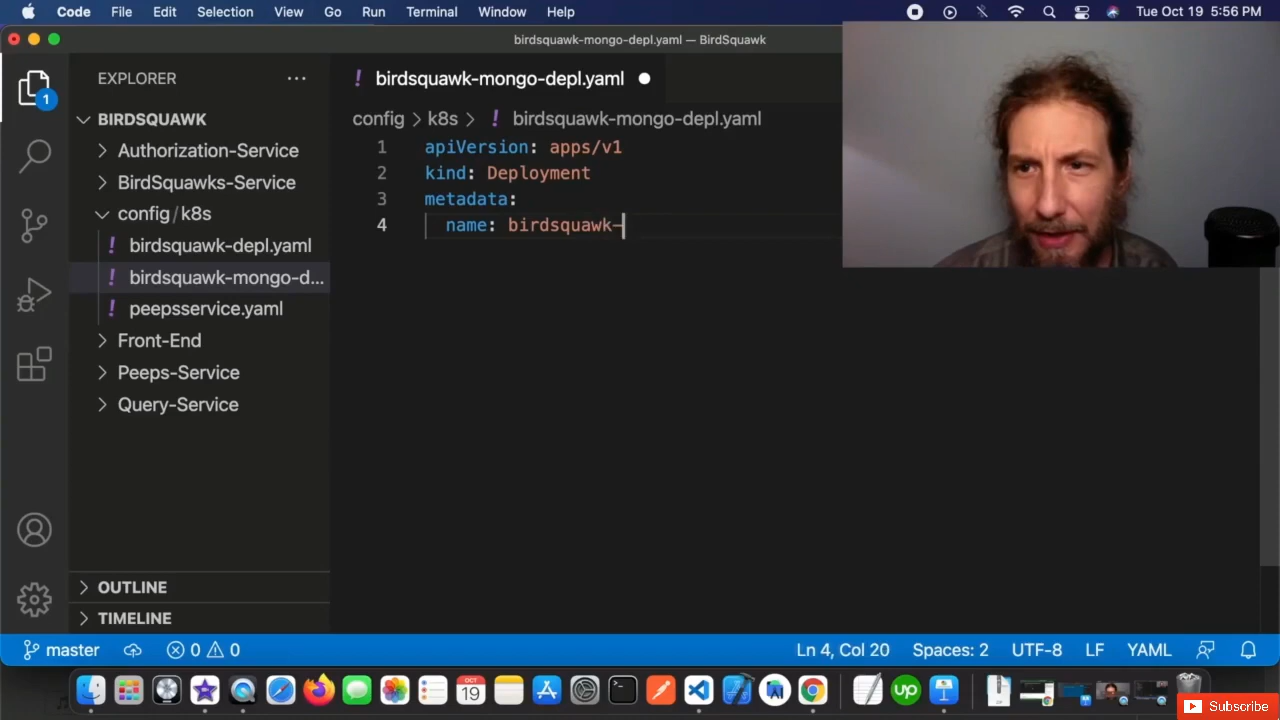 Code File Edit Selection View Go Run Terminal Window Help Tue Oct 19 5:56 PM
birdsquawk-mongo-depl.yaml — BirdSquawk
EXPLORER
birdsquawk-mongo-depl.yaml
1
BIRDSQUAWK
config k8s birdsquawk-mongo-depl.yaml
Authorization-Service
BirdSquawks-Service
config/k8s
birdsquawk-depl.yaml
birdsquawk-mongo-d...
peepsservice.yaml
Front-End
Peeps-Service
Query-Service
1 apiVersion: apps/v1
2 kind: Deployment
3 metadata:
4 name: birdsquawk-
OUTLINE
TIMELINE
master 0 0 Ln 4, Col 20 Spaces: 2 UTF-8 LF YAML
OCT
19
up
Subscribe